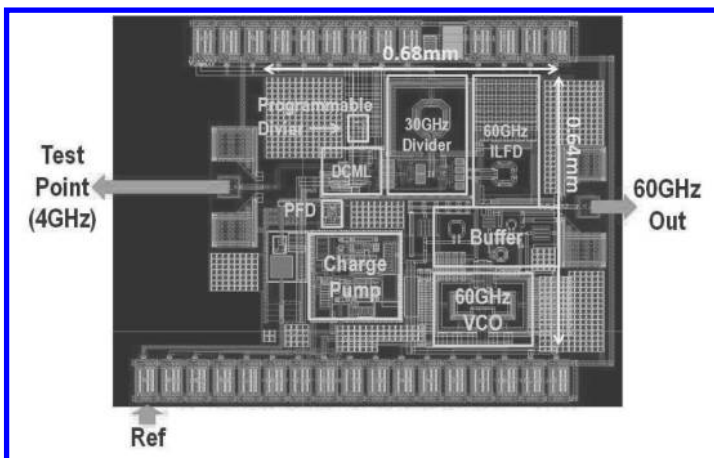 0.68mm
Programmable
Divier
30GHz
Divider
60GHz
ILFD
0.64mm
Test
Point
(4GHz)
DCML
60GHz
Out
PFD
Buffer
Charge
Pump
60GHz
VCO
Ref